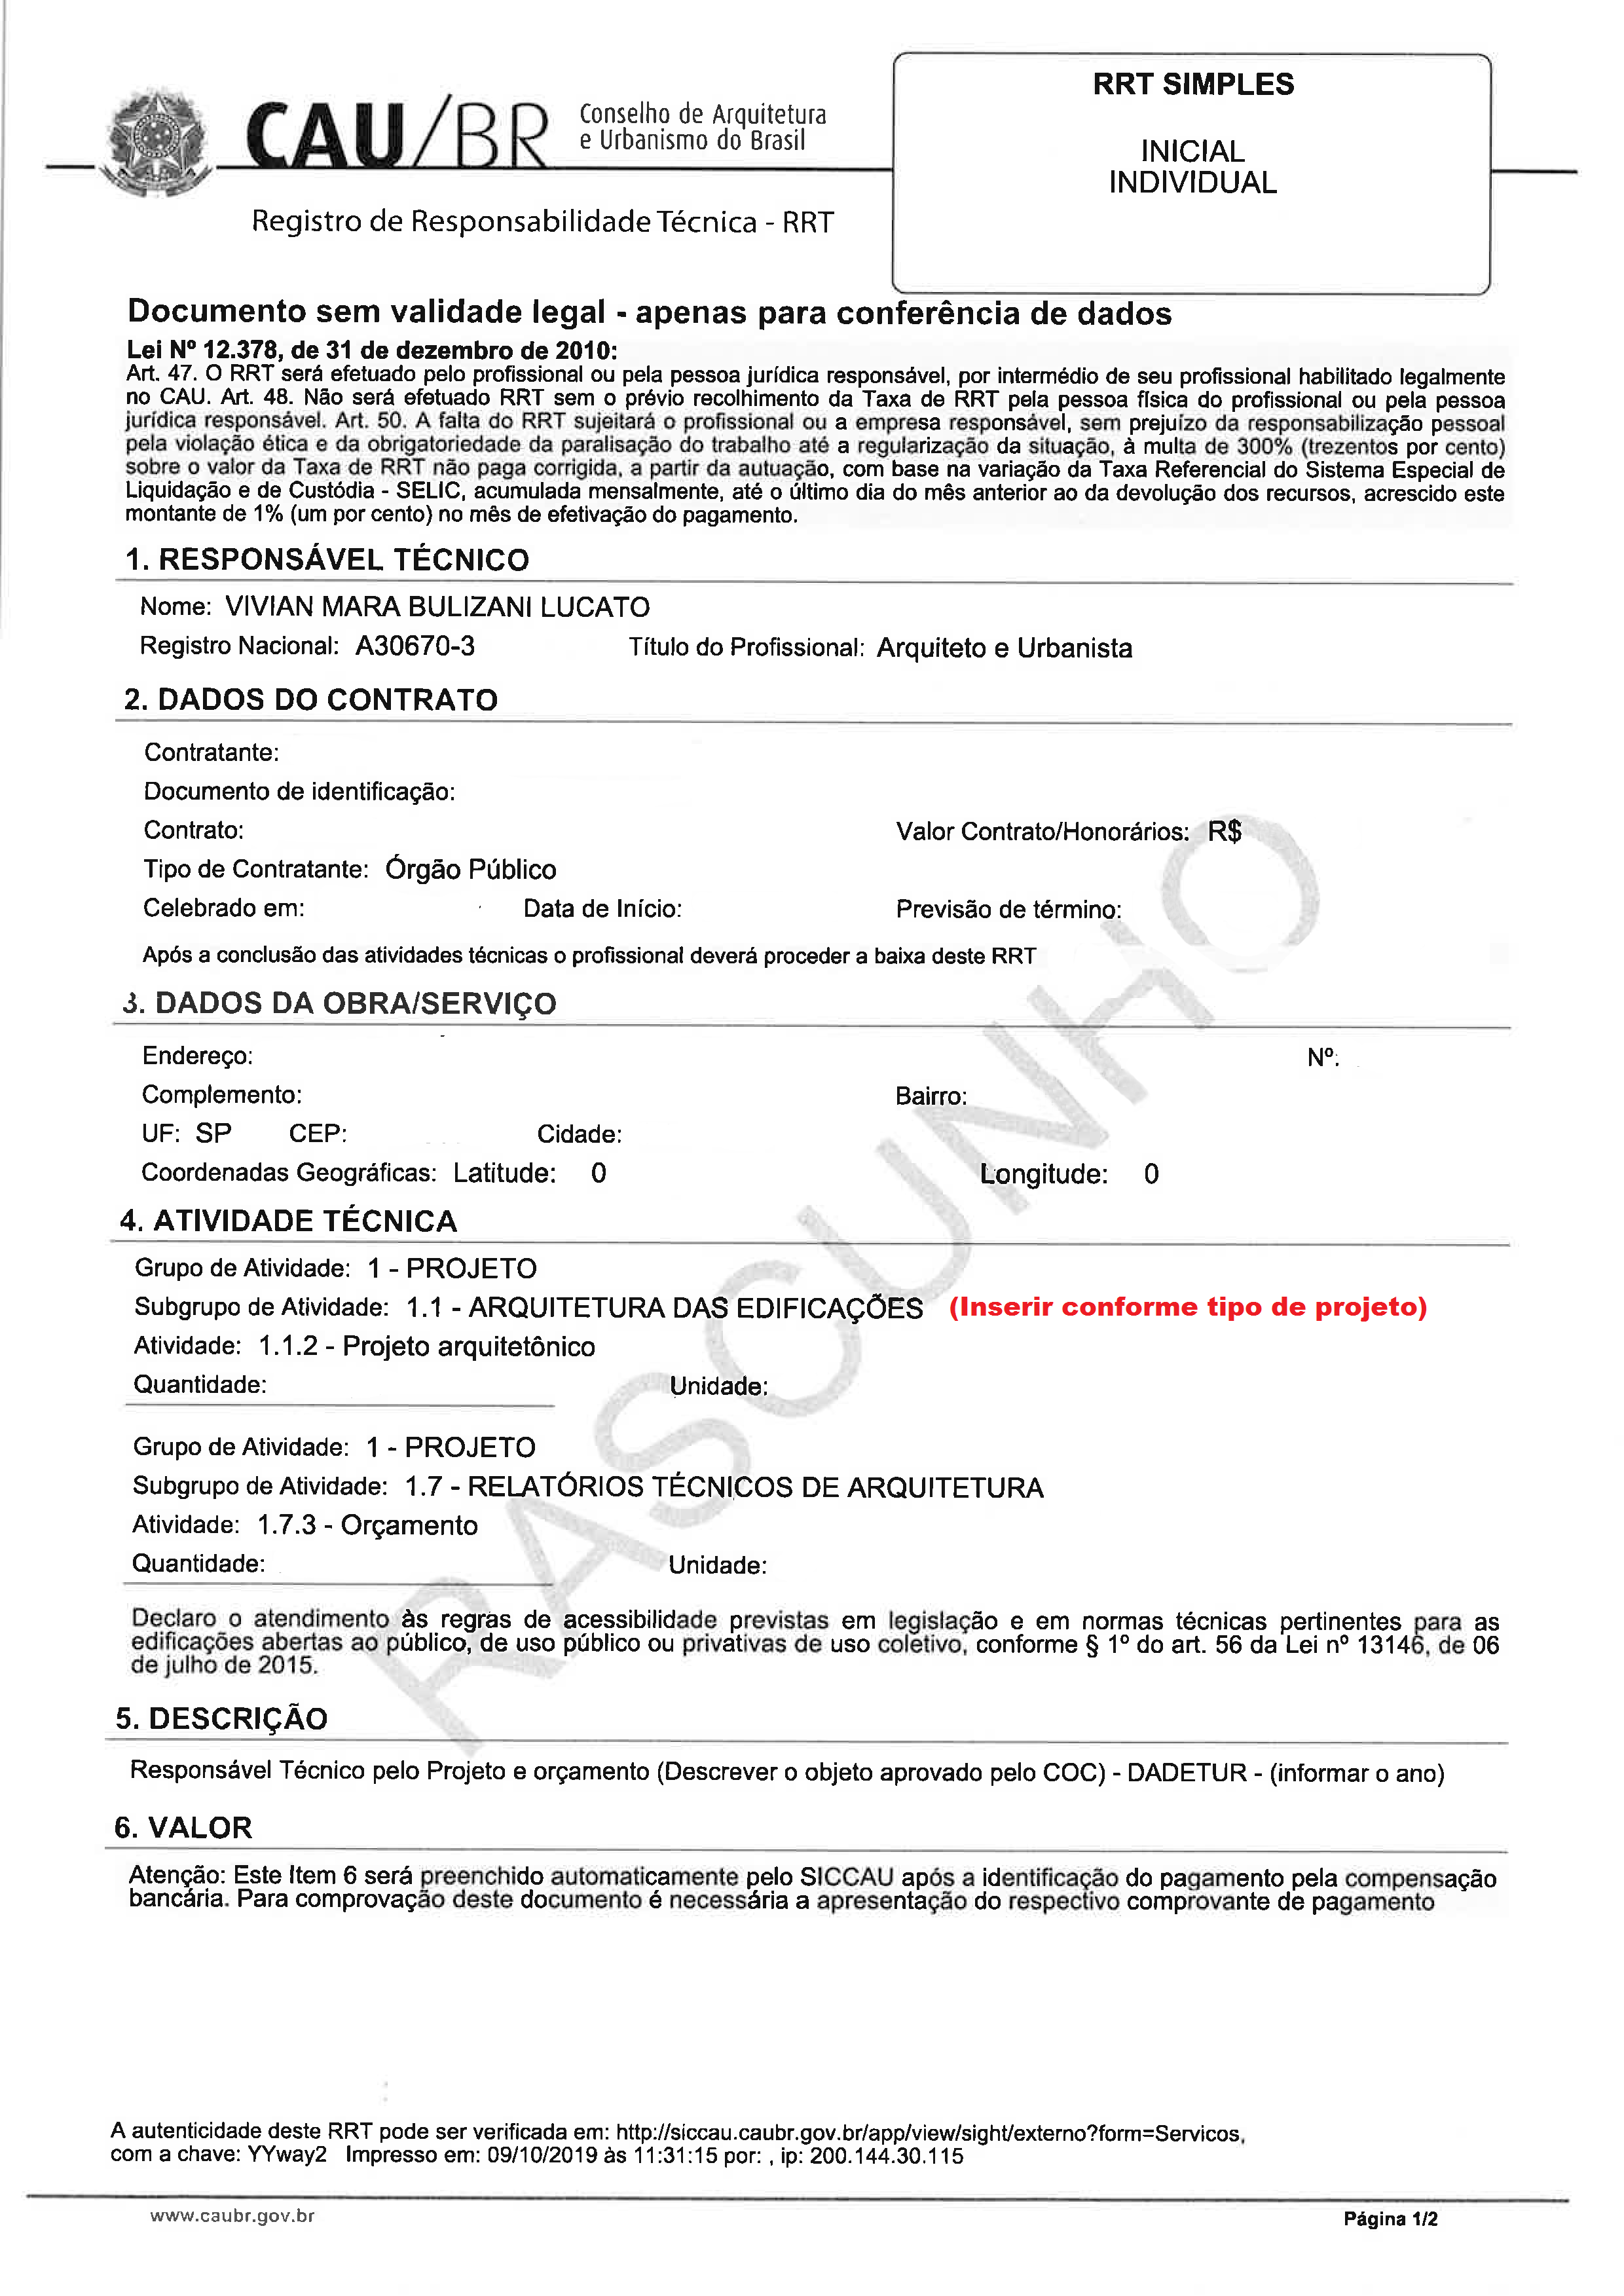 CAU/BR Conselho de Arquitetura
e Urbanismo do Brasil
Registro de Responsabilidade Técnica - RRT
RRT SIMPLES
INICIAL
INDIVIDUAL
Documento sem validade legal - apenas para conferência de dados
Lei Nº 12.378, de 31 de dezembro de 2010:
Art. 47. O RRT será efetuado pelo profissional ou pela pessoa jurídica responsável, por intermédio de seu profissional habilitado legalmente
no CAU. Art. 48. Não será efetuado RRT sem o prévio recolhimento da Taxa de RRT pela pessoa física do profissional ou pela pessoa
jurídica responsável. Art. 50. A falta do RRT sujeitará o profissional ou a empresa responsável, sem prejuízo da responsabilização pessoal
pela violação ética e da obrigatoriedade da paralisação do trabalho até a regularização da situação, à multa de 300% (trezentos por cento)
sobre o valor da Taxa de RRT não paga corrigida, a partir da autuação, com base na variação da Taxa Referencial do Sistema Especial de
Liquidação e de Custódia - SELIC, acumulada mensalmente, até o último dia do mês anterior ao da devolução dos recursos, acrescido este
montante de 1% (um por cento) no mês de efetivação do pagamento.
1. RESPONSÁVEL TÉCNICO
Nome: VIVIAN MARA BULIZANI LUCATO
Registro Nacional: A30670-3 Título do Profissional: Arquiteto e Urbanista
2. DADOS DO CONTRATO
Contratante:
Documento de identificação:
Contrato: Valor Contrato/Honorários: R$
Tipo de Contratante: Órgão Público
Celebrado em: Data de Início: Previsão de término:
Após a conclusão das atividades técnicas o profissional deverá proceder a baixa deste RRT
3. DADOS DA OBRA/SERVIÇO
Endereço: Nº:
Complemento: Bairro:
UF: SP CEP: Cidade:
Coordenadas Geográficas: Latitude: 0 Longitude: 0
4. ATIVIDADE TÉCNICA
Grupo de Atividade: 1 - PROJETO
Subgrupo de Atividade: 1.1 - ARQUITETURA DAS EDIFICAÇÕES (Inserir conforme tipo de projeto)
Atividade: 1.1.2 - Projeto arquitetônico
Quantidade: Unidade:
Grupo de Atividade: 1 - PROJETO
Subgrupo de Atividade: 1.7 - RELATÓRIOS TÉCNICOS DE ARQUITETURA
Atividade: 1.7.3 - Orçamento
Quantidade: Unidade:
RASCUNHO
Declaro o atendimento às regras de acessibilidade previstas em legislação e em normas técnicas pertinentes para as
edificações abertas ao público, de uso público ou privativas de uso coletivo, conforme § 1º do art. 56 da Lei nº 13146, de 06
de julho de 2015.
5. DESCRIÇÃO
Responsável Técnico pelo Projeto e orçamento (Descrever o objeto aprovado pelo COC) - DADETUR - (informar o ano)
6. VALOR
Atenção: Este Item 6 será preenchido automaticamente pelo SICCAU após a identificação do pagamento pela compensação
bancária. Para comprovação deste documento é necessária a apresentação do respectivo comprovante de pagamento
A autenticidade deste RRT pode ser verificada em: http://siccau.caubr.gov.br/app/view/sight/externo?form=Servicos,
com a chave: YYway2 Impresso em: 09/10/2019 às 11:31:15 por: , ip: 200.144.30.115
www.caubr.gov.br Página 1/2